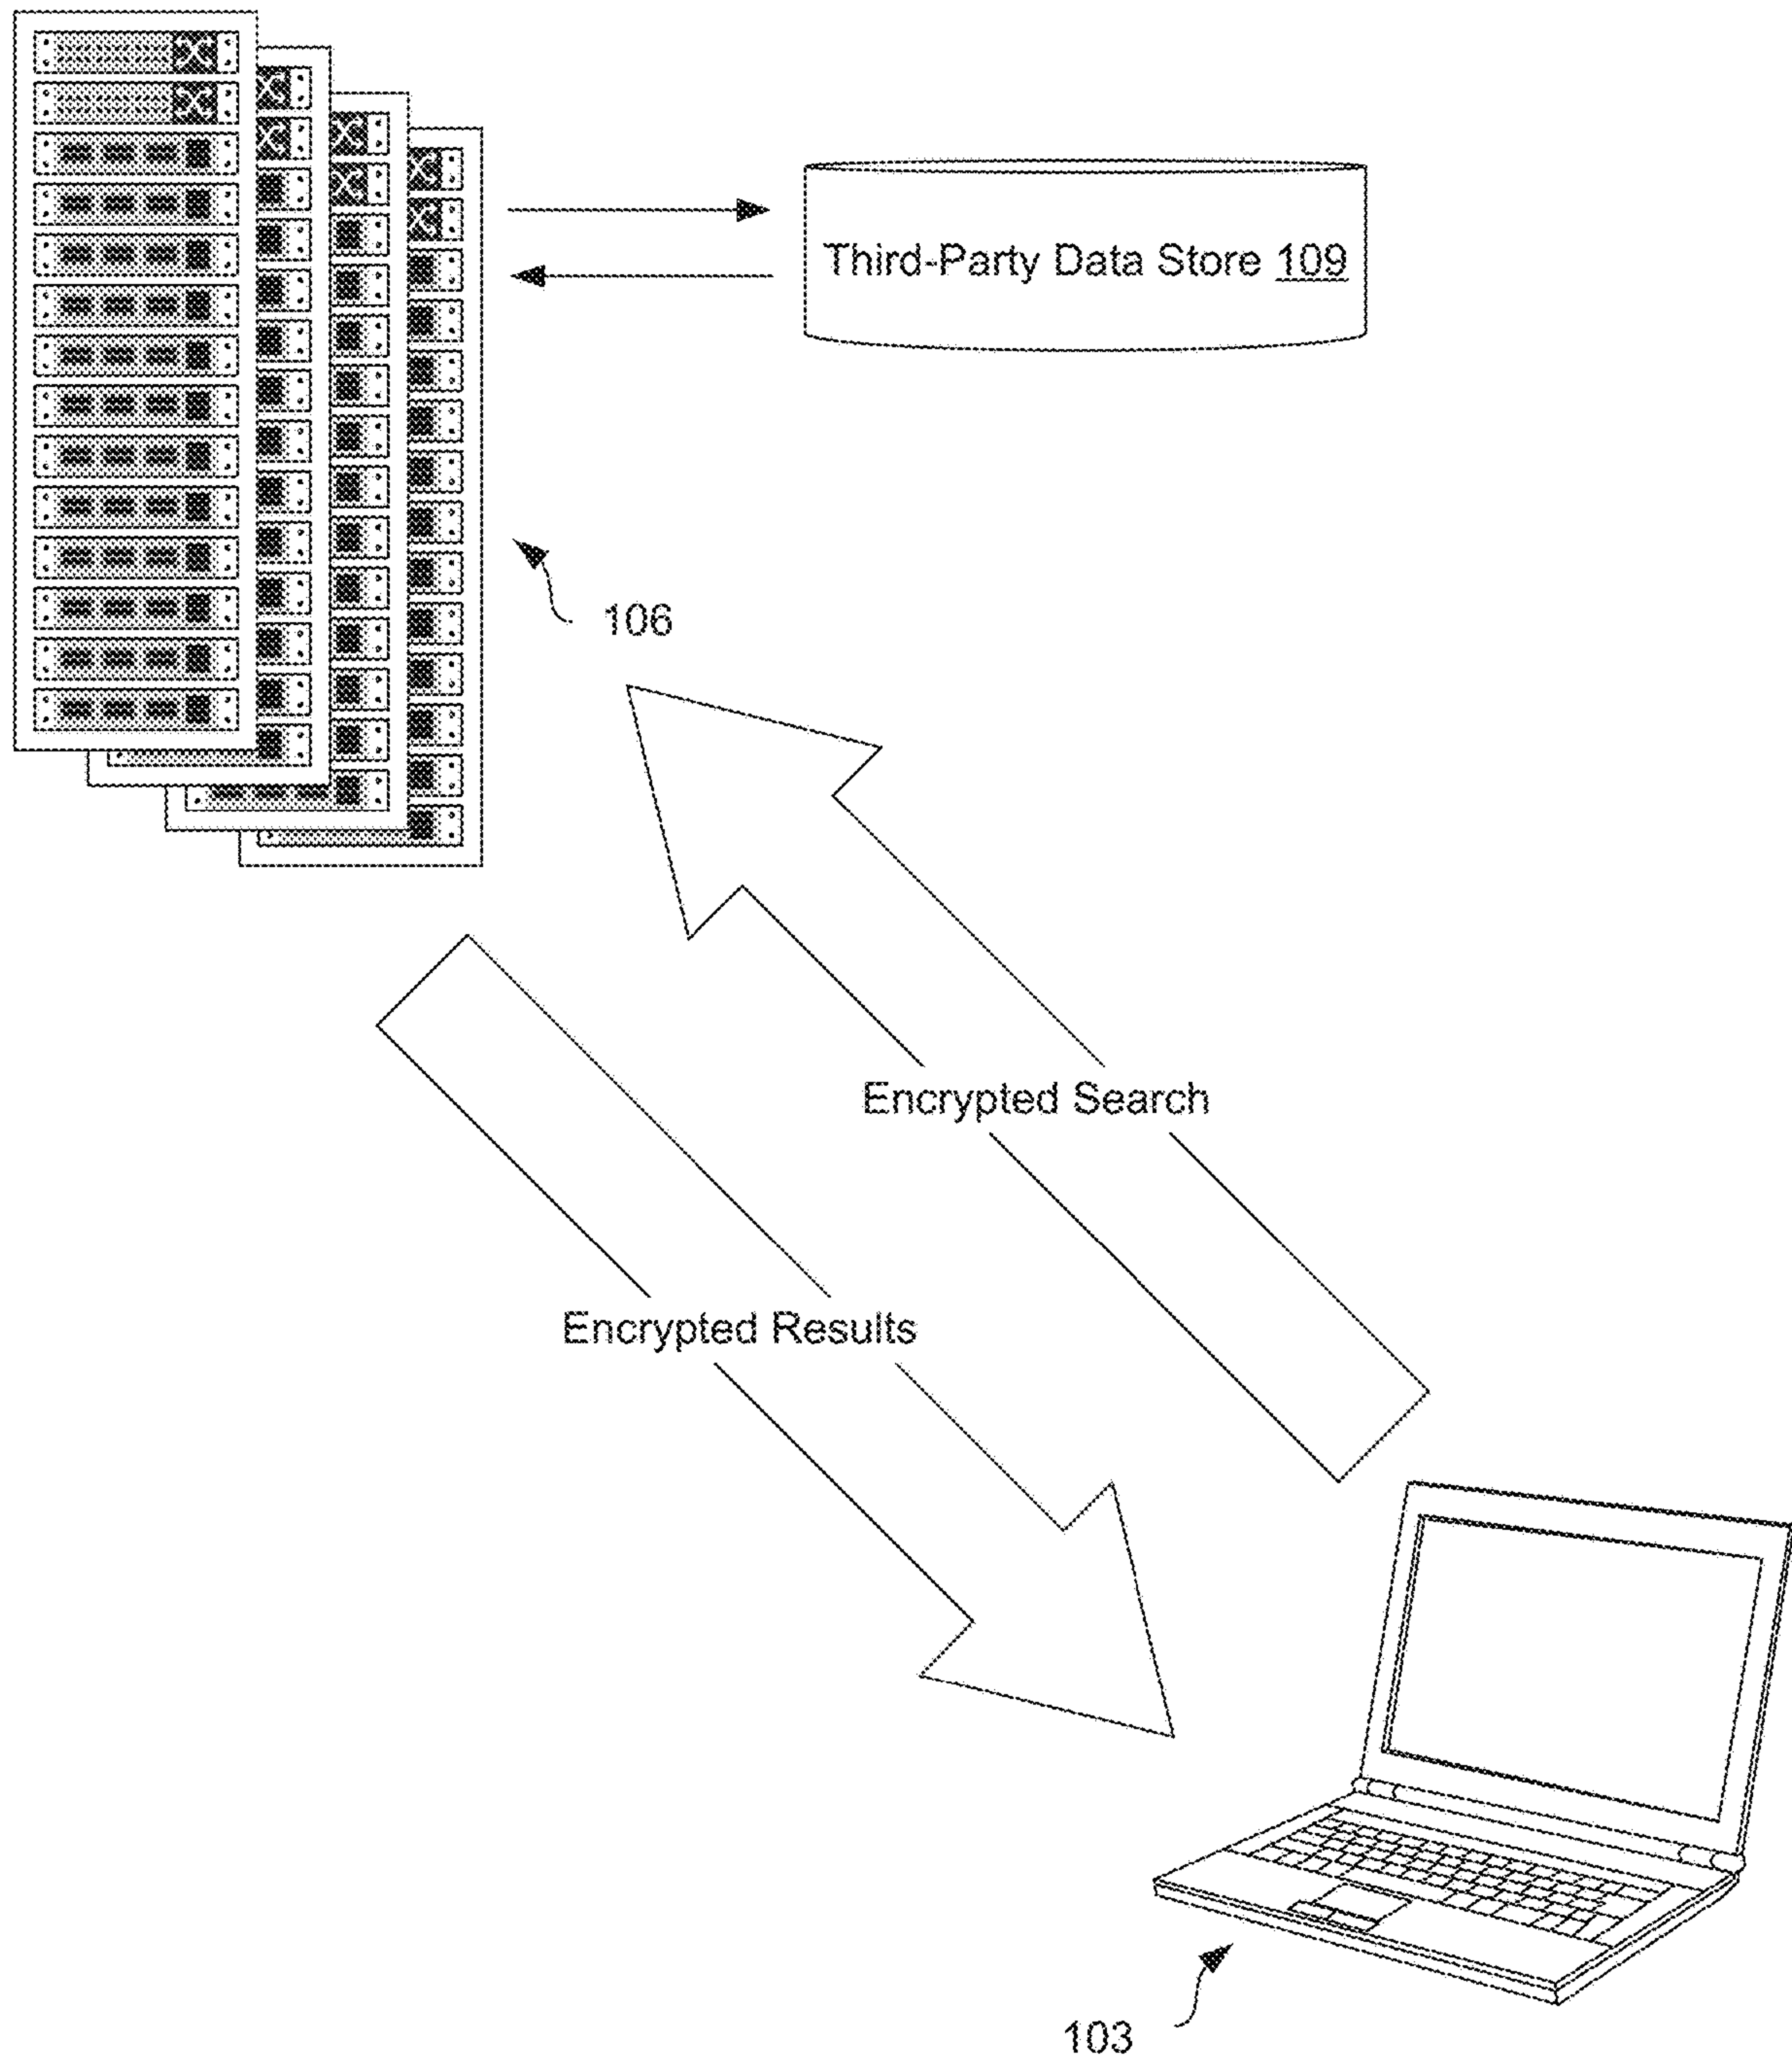 Third-Party Data Store 109
106
Encrypted Search
Encrypted Results
103